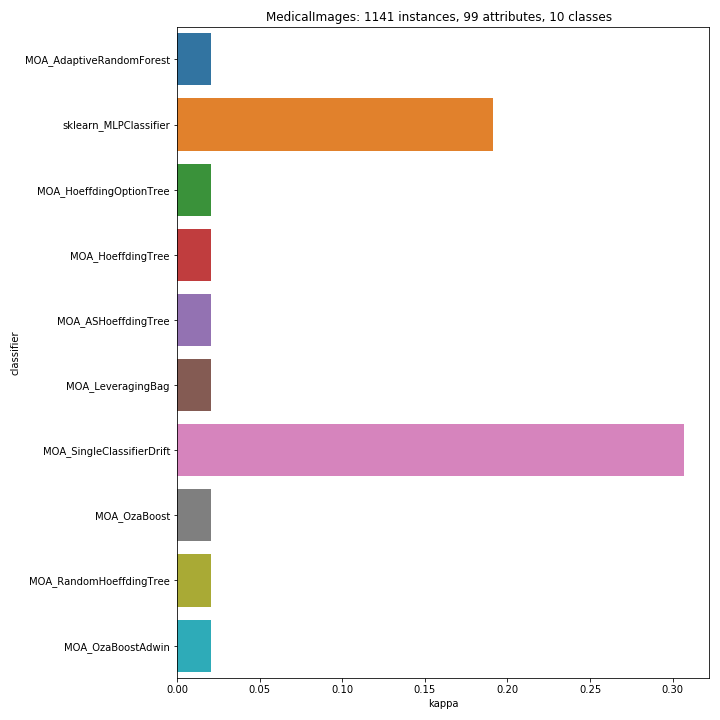 MedicalImages: 1141 instances, 99 attributes, 10 classes
MOA_AdaptiveRandomForest
sklearn_MLPClassifier
MOA_HoeffdingOptionTree
MOA_HoeffdingTree
MOA_ASHoeffdingTree
MOA_LeveragingBag
MOA_SingleClassifierDrift
MOA_OzaBoost
MOA_RandomHoeffdingTree
MOA_OzaBoostAdwin
classifier
0.00 0.05 0.10 0.15 0.20 0.25 0.30
kappa